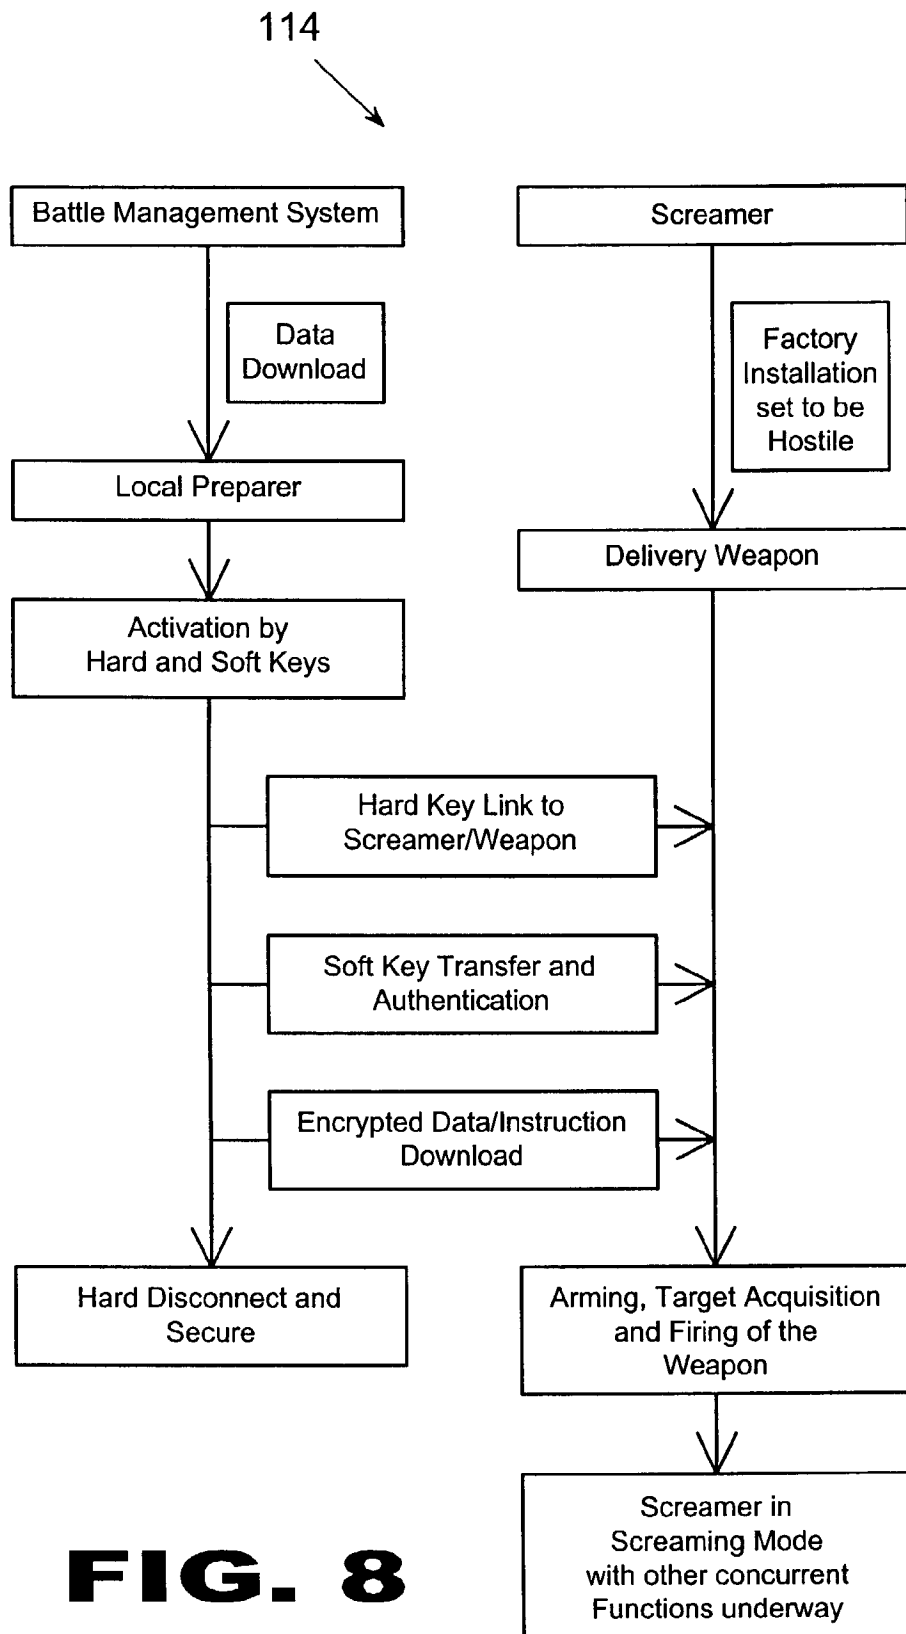 114
Battle Management System
Screamer
Data
Download
Factory
Installation
set to be
Hostile
Local Preparer
Delivery Weapon
Activation by
Hard and Soft Keys
Hard Key Link to
Screamer/Weapon
Soft Key Transfer and
Authentication
Encrypted Data/Instruction
Download
Hard Disconnect and
Secure
Arming, Target Acquisition
and Firing of the
Weapon
Screamer in
Screaming Mode
with other concurrent
Functions underway
FIG. 8